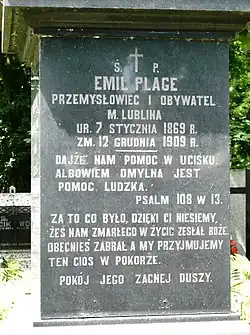 Ś. P.
EMIL PLAGE
PRZEMYSŁOWIEC I OBYWATEL
M. LUBLINA
UR. 7 STYCZNIA 1869 R.
ZM. 12 GRUDNIA 1909 R.
DAJŻE NAM POMOC W UCISKU.
ALBOWIEM OMYLNA JEST
POMOC LUDZKA.
PSALM 108 W 13.
ZA TO CO BYŁO, DZIĘKI CI NIESIEMY,
ŻEŚ NAM ZMARŁEGO W ŻYCIE ZESŁAŁ BOŻE.
OBECNIEŚ ZABRAŁ A MY PRZYJMUJEMY
TEN CIOS W POKORZE.
POKÓJ JEGO ZACNEJ DUSZY.